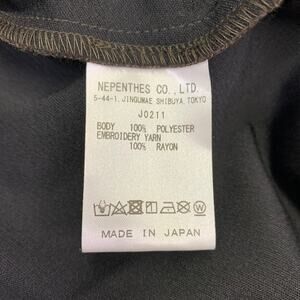 NEPENTHES CO., LTD.
5-44-1, JINGUMAE SHIBUYA, TOKYO
J0211
BODY 100% POLYESTER
EMBROIDERY YARN
100% RAYON
MADE IN JAPAN